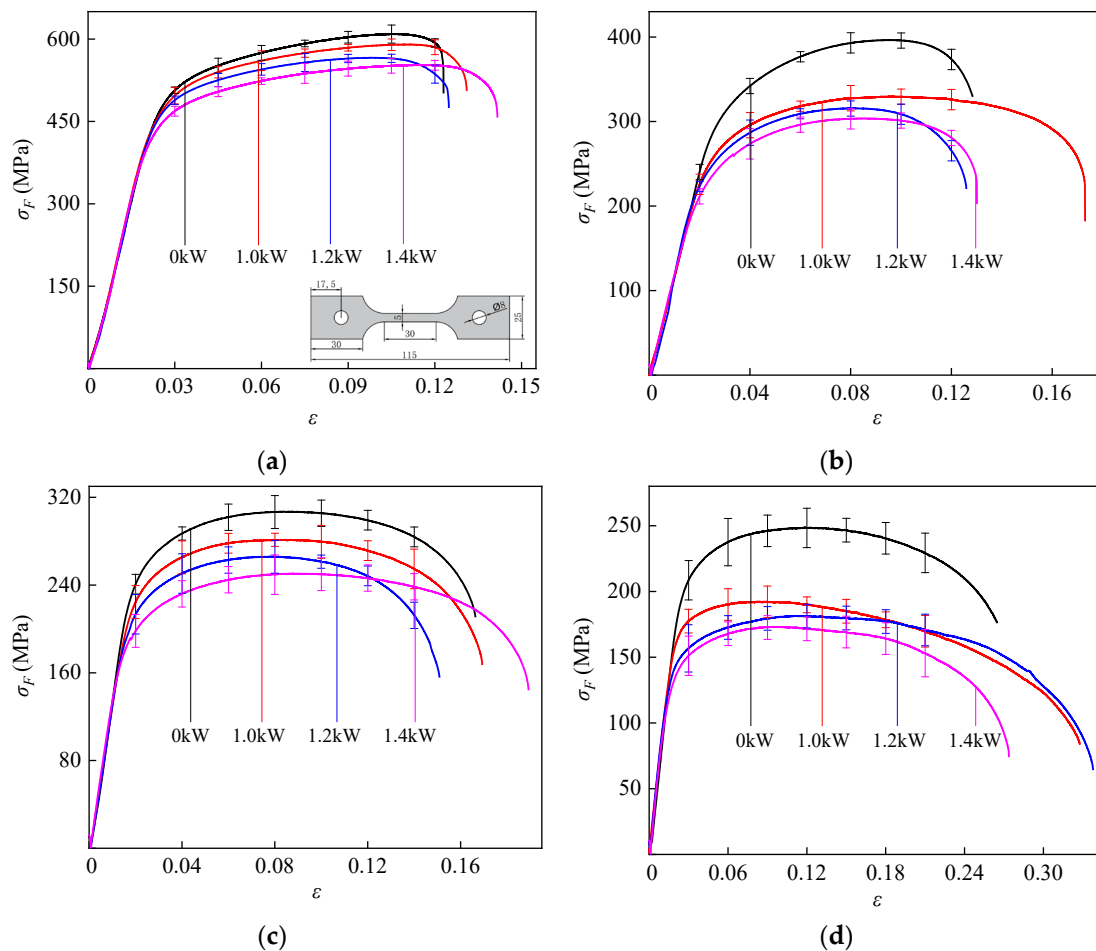 600
450
300
150
σF (MPa)
0kW 1.0kW 1.2kW 1.4kW
17,5
Ø8
5
25
30
30
115
0 0.03 0.06 0.09 0.12 0.15
ε
(a)
400
300
200
100
σF (MPa)
0kW 1.0kW 1.2kW 1.4kW
0 0.04 0.08 0.12 0.16
ε
(b)
320
240
160
80
σF (MPa)
0kW 1.0kW 1.2kW 1.4kW
0 0.04 0.08 0.12 0.16
ε
(c)
250
200
150
100
50
0
σF (MPa)
0kW 1.0kW 1.2kW 1.4kW
0 0.06 0.12 0.18 0.24 0.30
ε
(d)